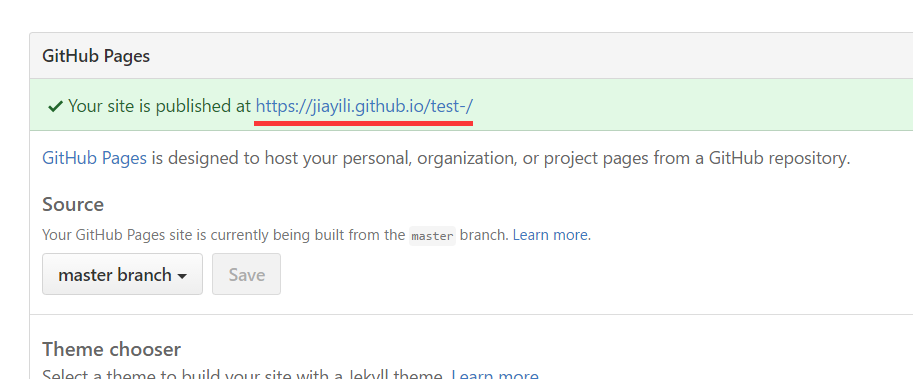 GitHub Pages
Your site is published at https://jiayili.github.io/test-/
GitHub Pages is designed to host your personal, organization, or project pages from a GitHub repository.
Source
Your GitHub Pages site is currently being built from the master branch. Learn more.
master branch Save
Theme chooser
Select a theme to build your site with a Jekyll theme. Learn more.